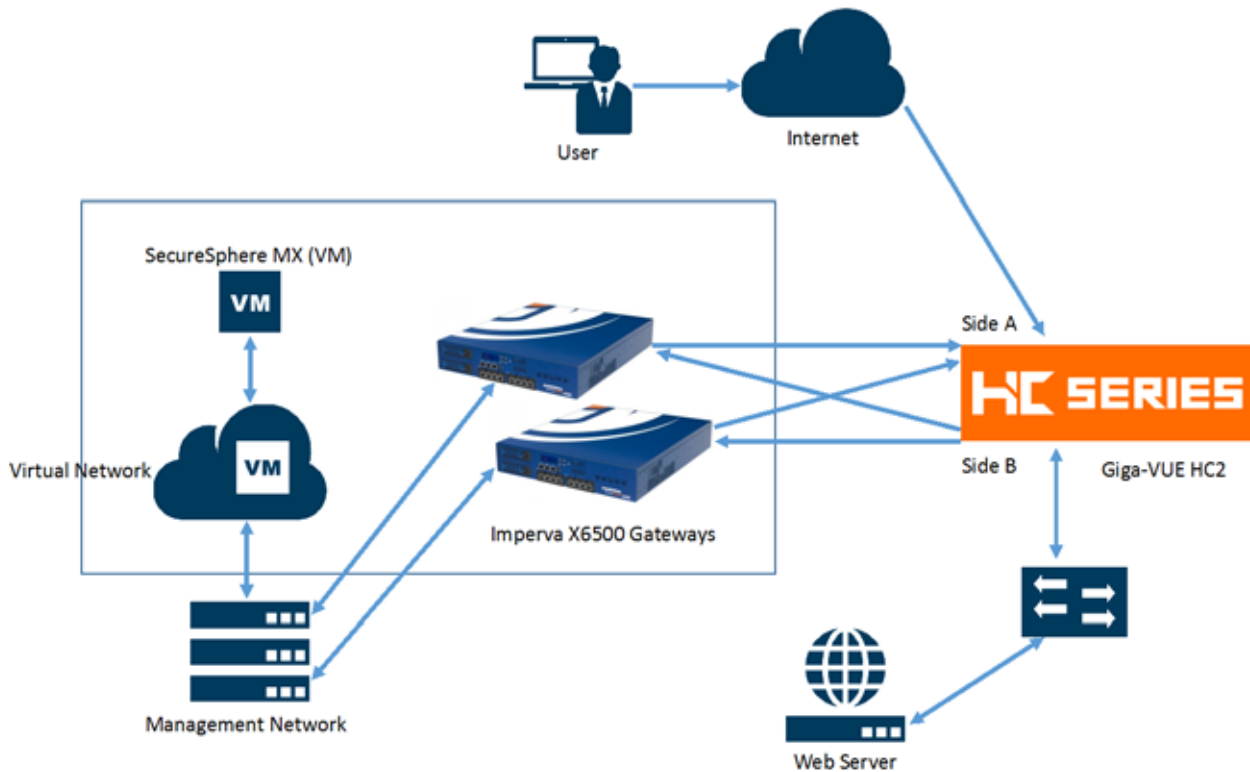 User
Internet
SecureSphere MX (VM)
VM
Side A
HC SERIES
Virtual Network
VM
Side B
Giga-VUE HC2
Imperva X6500 Gateways
Management Network
Web Server